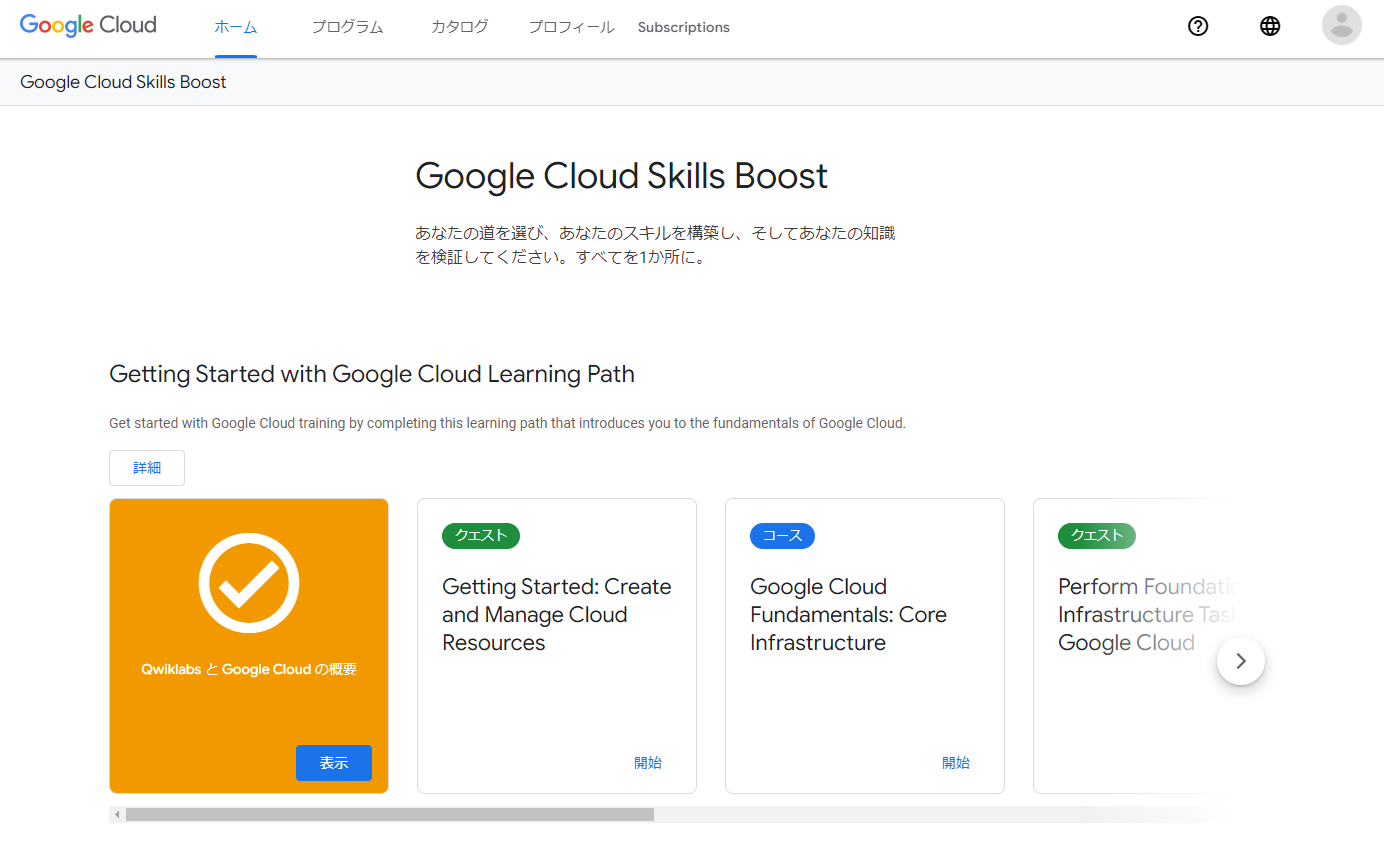 Google Cloud
ホーム
プログラム
カタログ
プロフィール
Subscriptions
Google Cloud Skills Boost
Google Cloud Skills Boost
あなたの道を選び、あなたのスキルを構築し、そしてあなたの知識
を検証してください。すべてを1か所に。
Getting Started with Google Cloud Learning Path
Get started with Google Cloud training by completing this learning path that introduces you to the fundamentals of Google Cloud.
詳細
Qwiklabs と Google Cloud の概要
表示
クエスト
Getting Started: Create
and Manage Cloud
Resources
開始
コース
Google Cloud
Fundamentals: Core
Infrastructure
開始
クエスト
Perform
Infrastructure
Google Cloud